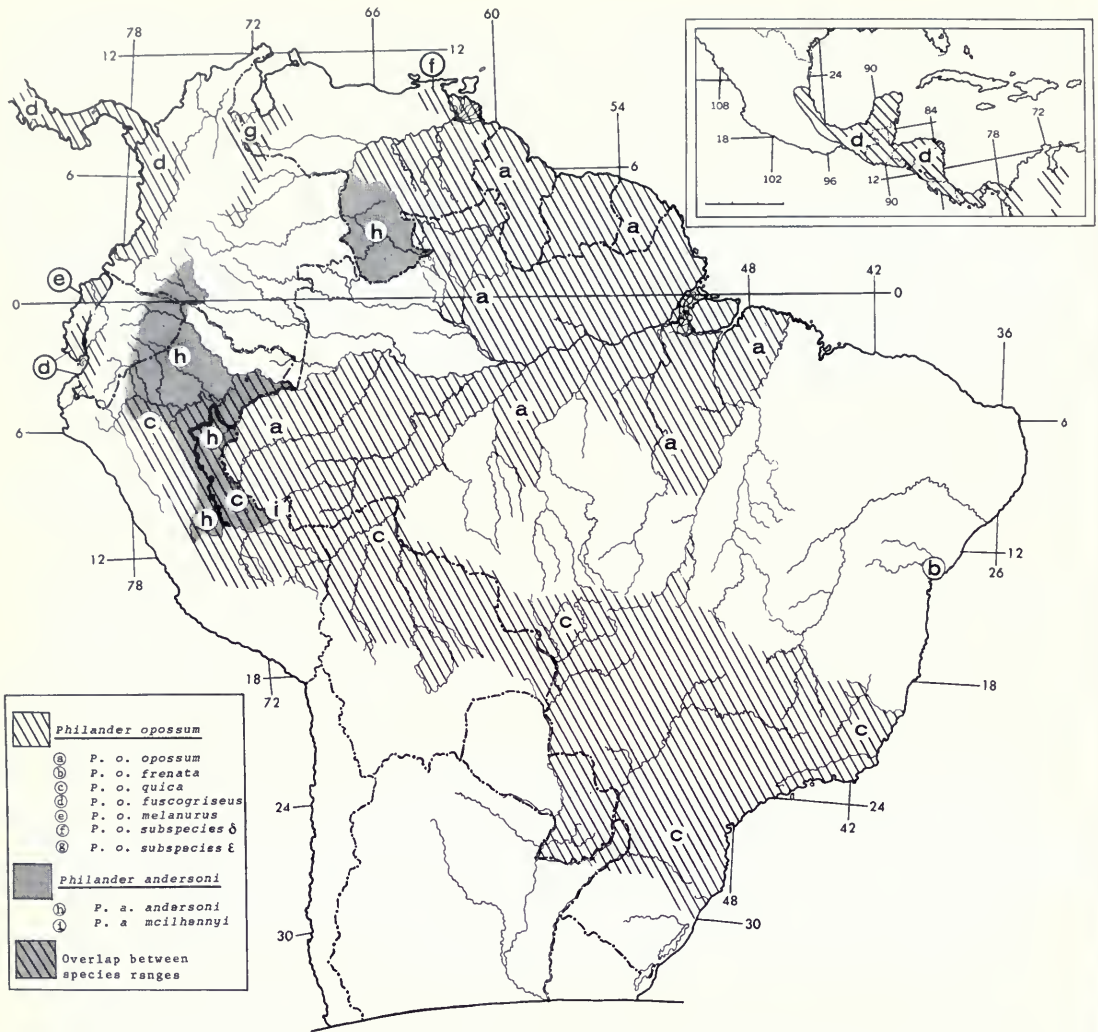 78
72
66
60
12
12
f
54
d
g
d
6
a
6
h
a
e
0
a
48
42
0
h
36
d
a
c
a
a
6
h
a
6
c
i
h
c
12
78
b
12
26
c
18
72
18
c
24
24
42
c
48
30
30
24
90
108
84
18
d
78
72
102
96
12
d
90
Philander opossum
a P. o. opossum
b P. o. frenata
c P. o. quica
d P. o. fuscogriseus
e P. o. melanurus
f P. o. subspecies δ
g P. o. subspecies ε
Philander andersoni
h P. a. andersoni
i P. a mcilhennyi
Overlap between
species ranges